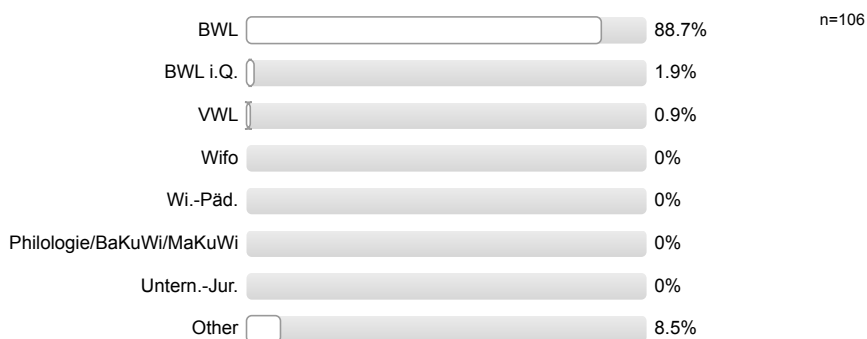 n=106
BWL 88.7%
BWL i.Q. 1.9%
VWL 0.9%
Wifo 0%
Wi.-Päd. 0%
Philologie/BaKuWi/MaKuWi 0%
Untern.-Jur. 0%
Other 8.5%